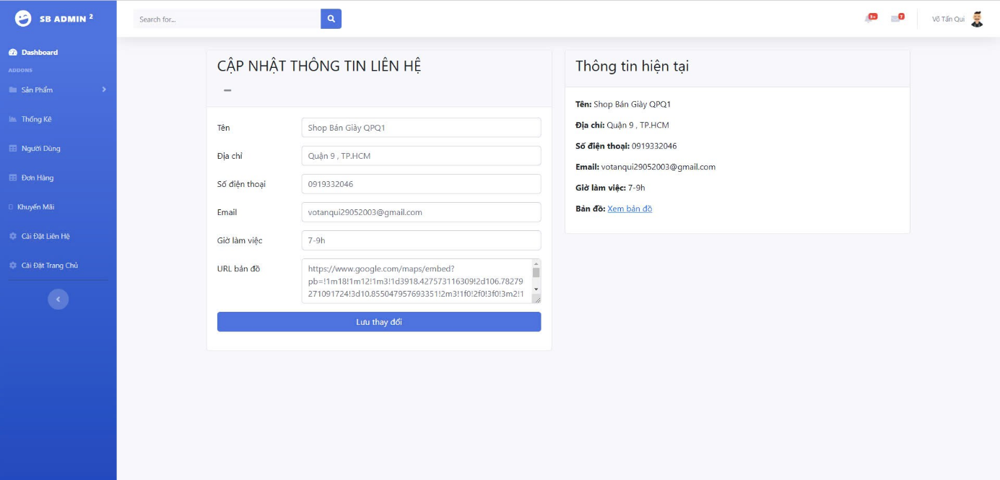 SB ADMIN 2
Search for...
3+
7
Võ Tấn Qui
Dashboard
ADDONS
Sản Phẩm
Thống Kê
Người Dùng
Đơn Hàng
Khuyến Mãi
Cài Đặt Liên Hệ
Cài Đặt Trang Chủ
CẬP NHẬT THÔNG TIN LIÊN HỆ
Tên
Shop Bán Giày QPQ1
Địa chỉ
Quận 9 , TP.HCM
Số điện thoại
0919332046
Email
votanqui29052003@gmail.com
Giờ làm việc
7-9h
URL bản đồ
https://www.google.com/maps/embed?
pb=!1m18!1m12!1m3!1d3918.427573116309!2d106.78279
271091724!3d10.855047957693351!2m3!1f0!2f0!3f0!3m2!1
Lưu thay đổi
Thông tin hiện tại
Tên: Shop Bán Giày QPQ1
Địa chỉ: Quận 9 , TP.HCM
Số điện thoại: 0919332046
Email: votanqui29052003@gmail.com
Giờ làm việc: 7-9h
Bản đồ: Xem bản đồ